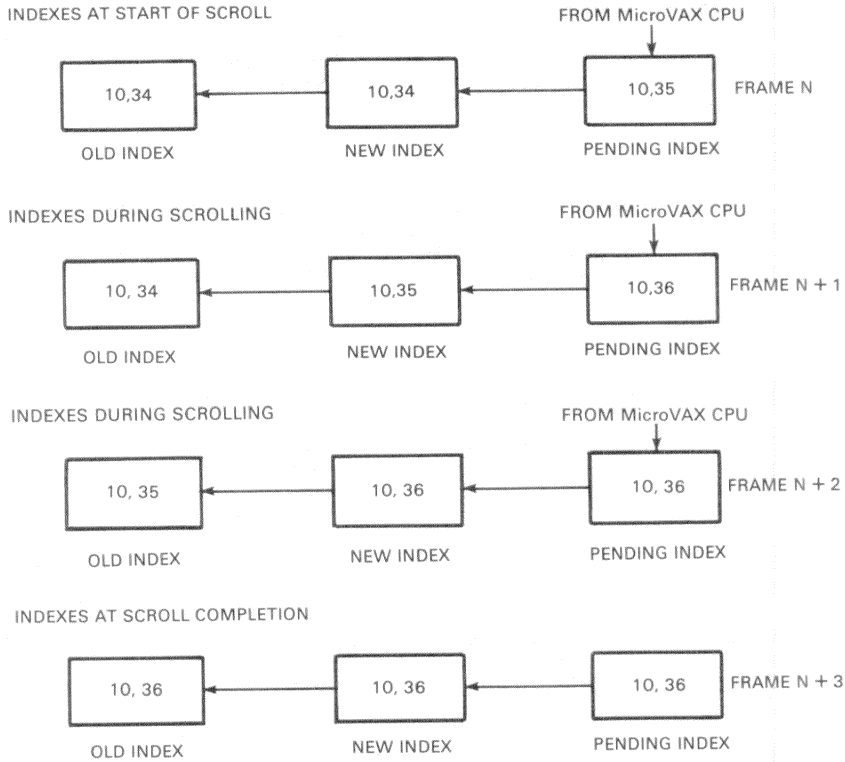 INDEXES AT START OF SCROLL
FROM MicroVAX CPU
10,34 10,34 10,35 FRAME N
OLD INDEX NEW INDEX PENDING INDEX
INDEXES DURING SCROLLING
FROM MicroVAX CPU
10, 34 10,35 10,36 FRAME N + 1
OLD INDEX NEW INDEX PENDING INDEX
INDEXES DURING SCROLLING
FROM MicroVAX CPU
10, 35 10, 36 10, 36 FRAME N + 2
OLD INDEX NEW INDEX PENDING INDEX
INDEXES AT SCROLL COMPLETION
10, 36 10, 36 10, 36 FRAME N + 3
OLD INDEX NEW INDEX PENDING INDEX